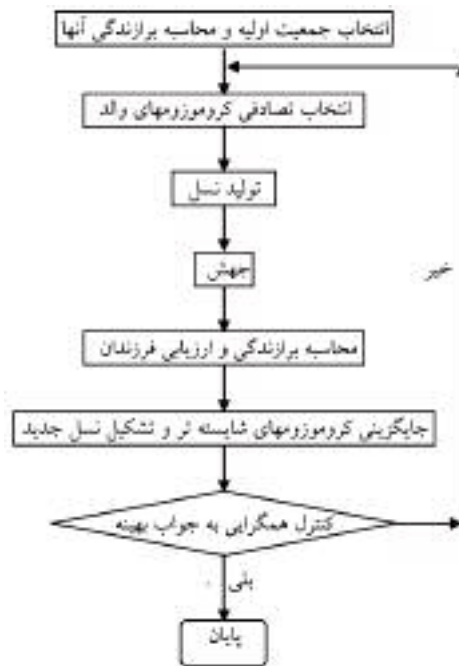 انتخاب جمعیت اولیه و محاسبه برازندگی آنها
انتخاب تصادفی کروموزومهای والد
تولید نسل
جهش
خیر
محاسبه برازندگی و ارزیابی فرزندان
جایگزینی کروموزومهای شایسته تر و تشکیل نسل جدید
کنترل همگرایی به جواب بهینه
بلی
پایان